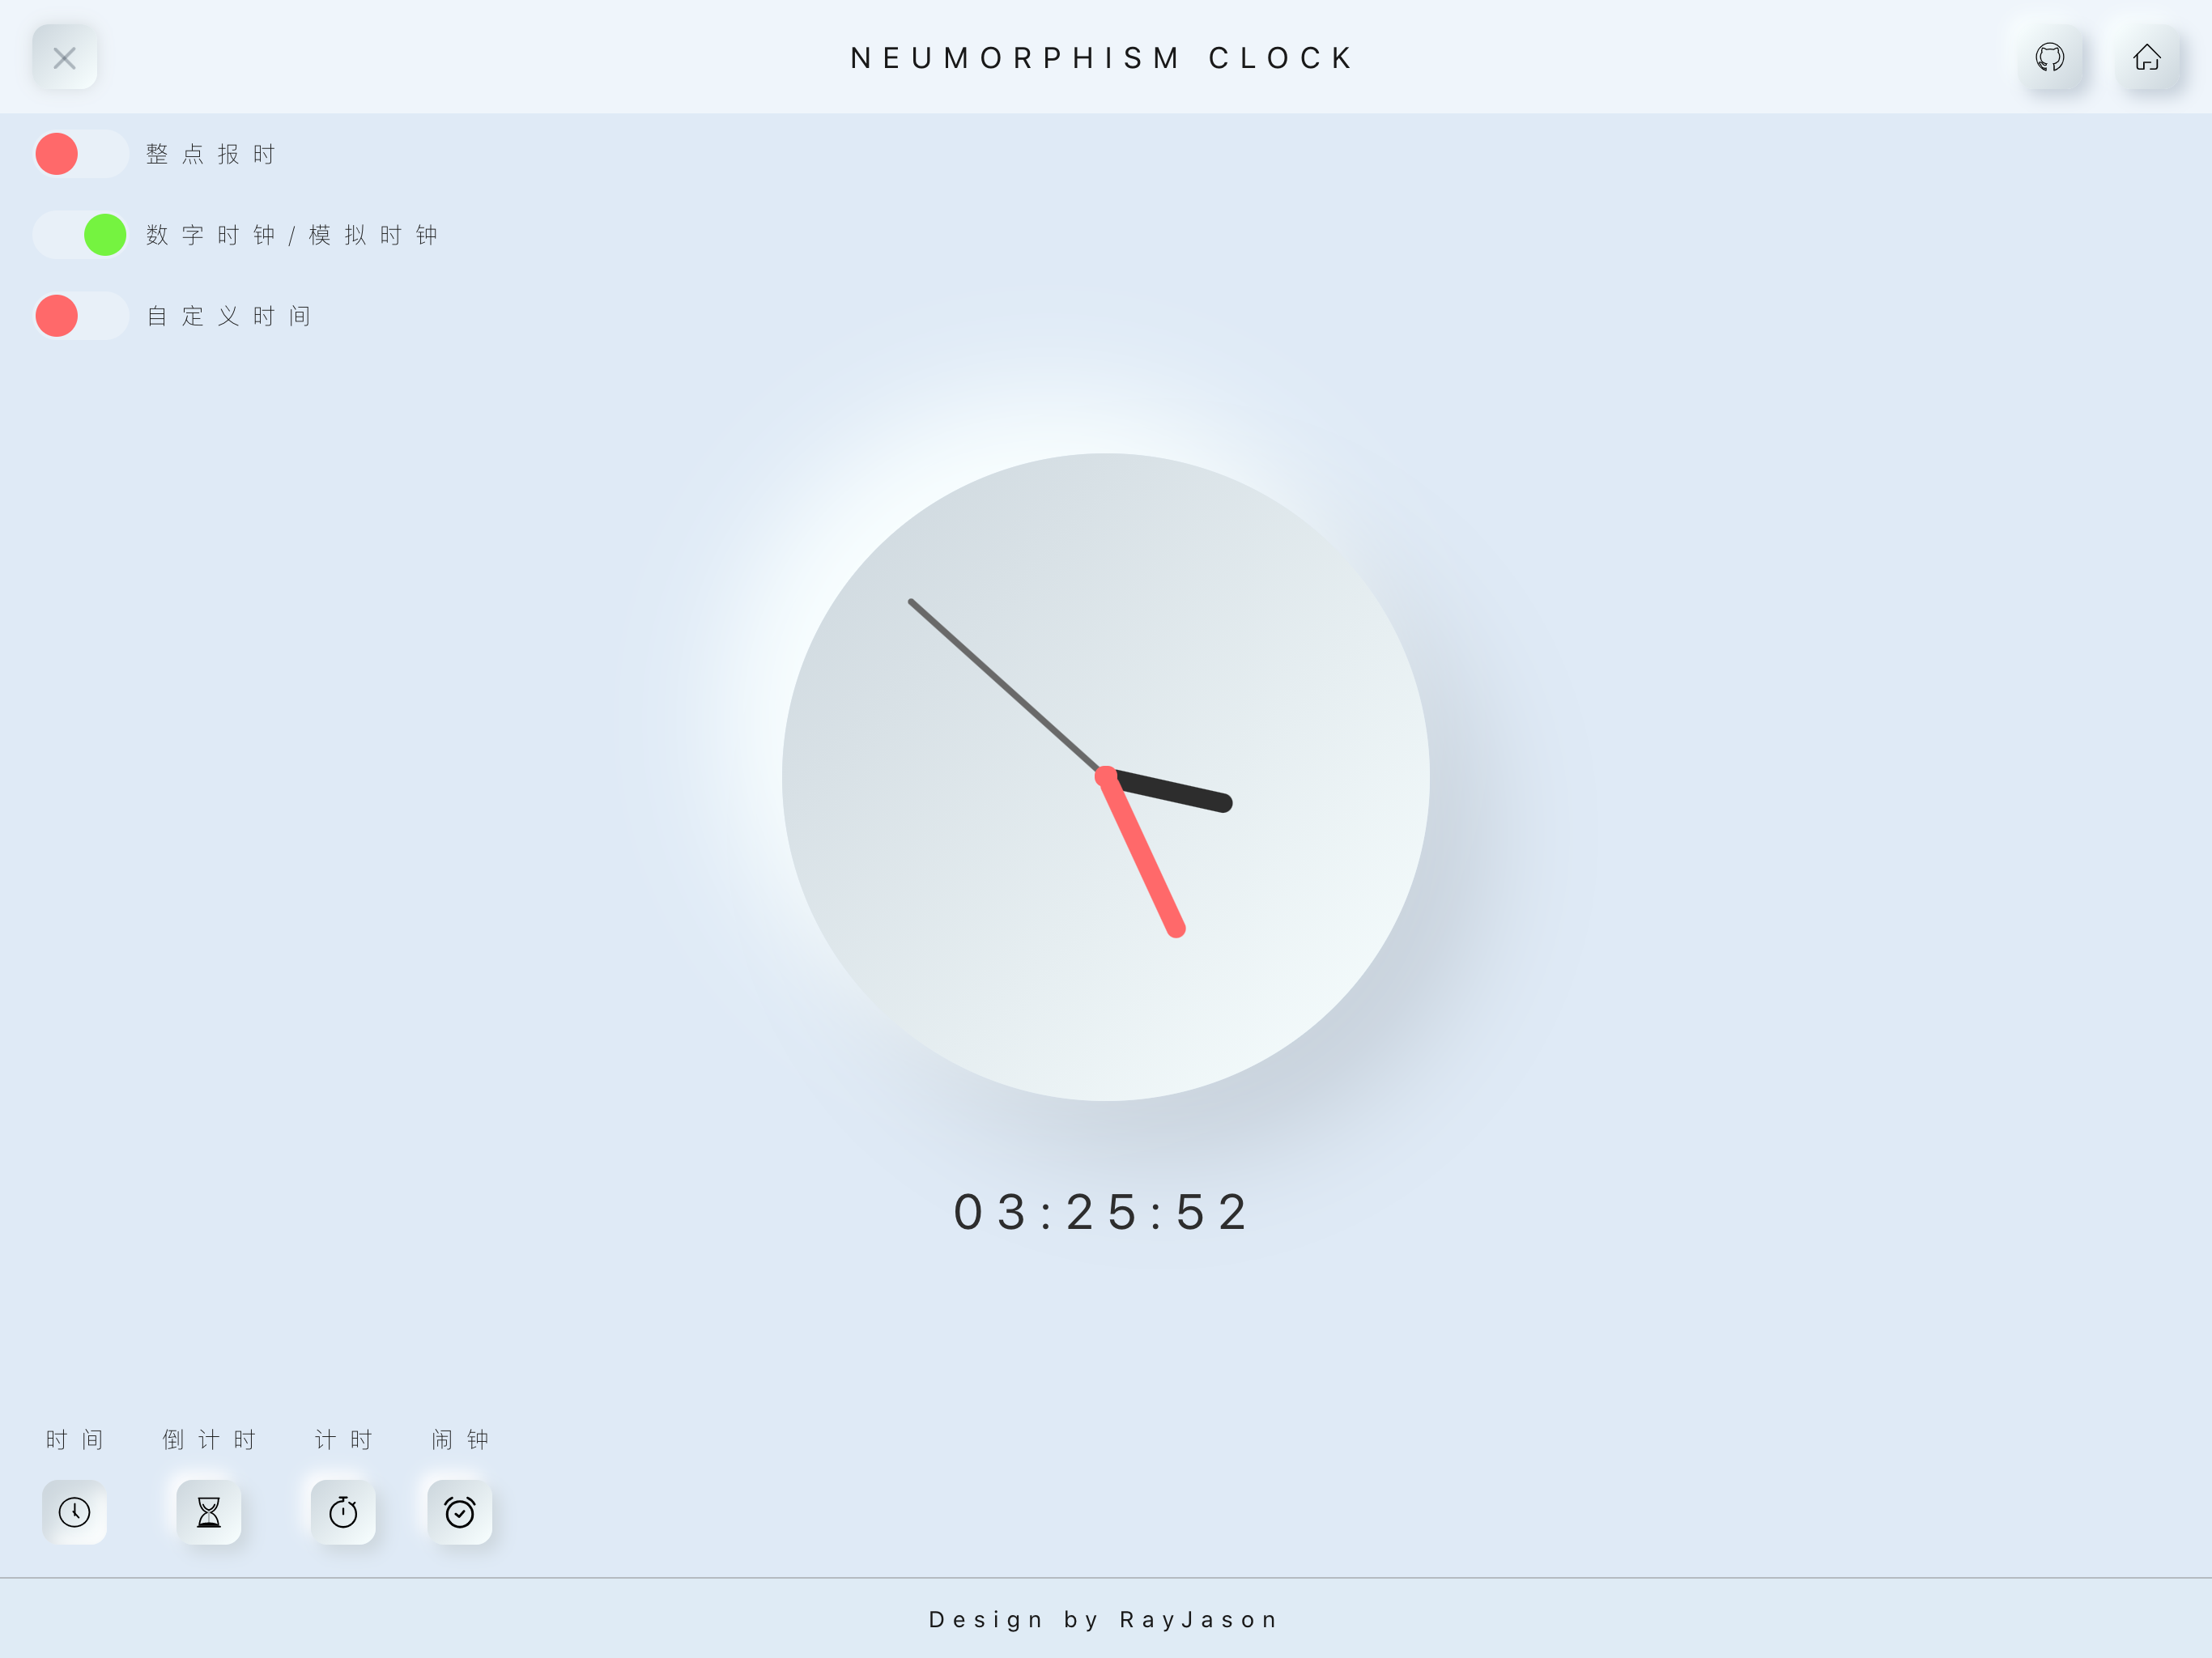 NEUMORPHISM CLOCK
整点报时
数字时钟/模拟时钟
自定义时间
03:25:52
时间 倒计时 计时 闹钟
Design by RayJason